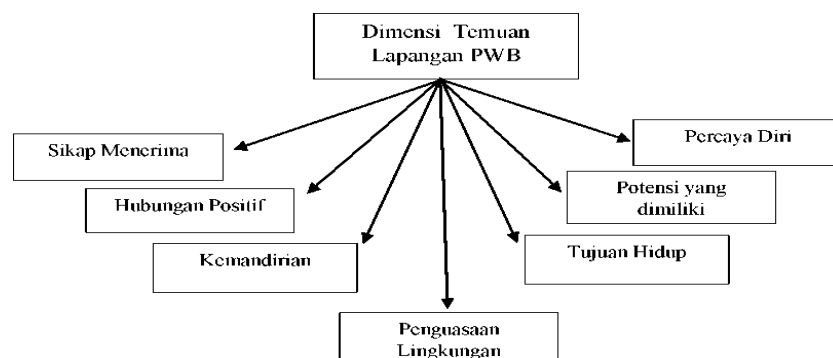 Dimensi Temuan
Lapangan PWB
Percaya Diri
Sikap Menerima
Potensi yang
dimiliki
Hubungan Positif
Kemandirian
Tujuan Hidup
Penguasaan
Lingkungan